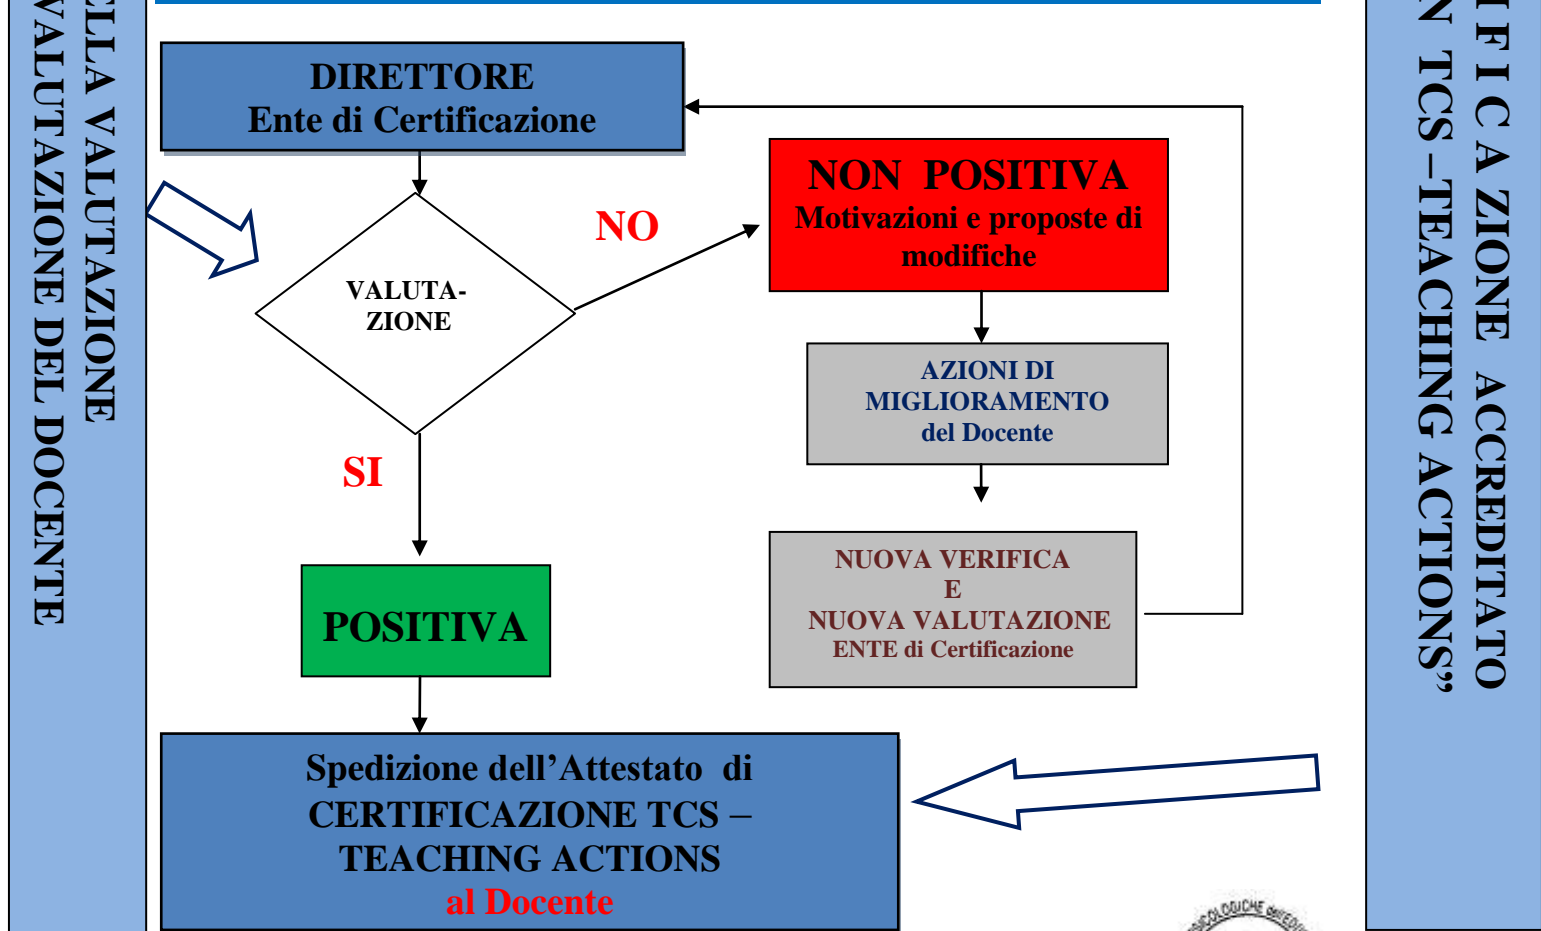 ELLA VALUTAZIONE
VALUTAZIONE DEL DOCENTE
DIRETTORE
Ente di Certificazione
NON POSITIVA
Motivazioni e proposte di
modifiche
NO
VALUTA-
ZIONE
AZIONI DI
MIGLIORAMENTO
del Docente
SI
NUOVA VERIFICA
E
NUOVA VALUTAZIONE
ENTE di Certificazione
POSITIVA
Spedizione dell’Attestato di
CERTIFICAZIONE TCS –
TEACHING ACTIONS
al Docente
I F I C A ZIONE ACCREDITATO
N TCS –TEACHING ACTIONS”